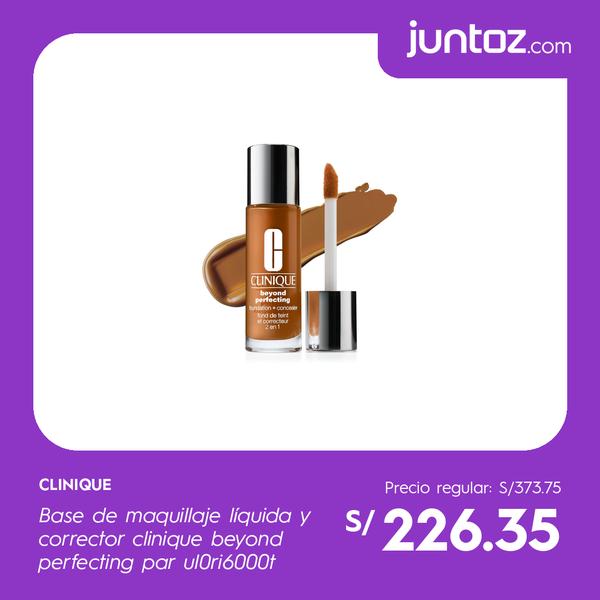 juntoz.com
C
CLINIQUE
beyond
perfecting
foundation + concealer
fond de teint
et correcteur
2 en 1
CLINIQUE
Precio regular: S/373.75
Base de maquillaje líquida y
corrector clinique beyond
perfecting par ul0ri6000t
S/ 226.35